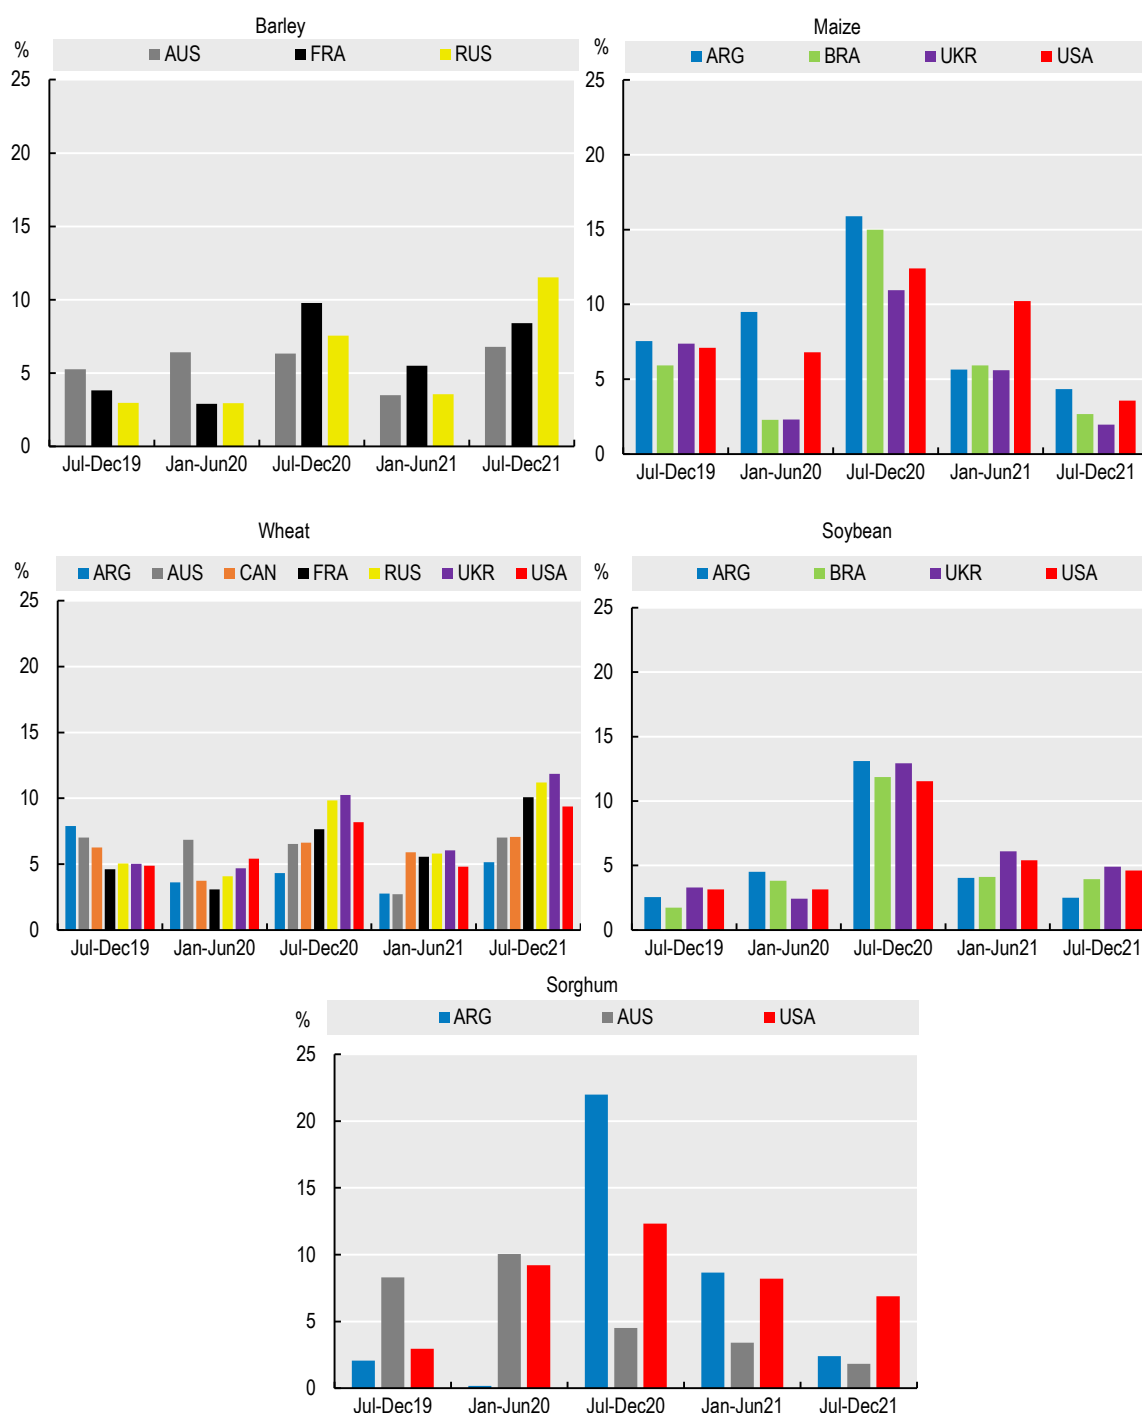 Barley
% AUS FRA RUS
25
20
15
10
5
0
Jul-Dec19 Jan-Jun20 Jul-Dec20 Jan-Jun21 Jul-Dec21
Maize
% ARG BRA UKR USA
25
20
15
10
5
0
Jul-Dec19 Jan-Jun20 Jul-Dec20 Jan-Jun21 Jul-Dec21
Wheat
% ARG AUS CAN FRA RUS UKR USA
25
20
15
10
5
0
Jul-Dec19 Jan-Jun20 Jul-Dec20 Jan-Jun21 Jul-Dec21
Soybean
% ARG BRA UKR USA
25
20
15
10
5
0
Jul-Dec19 Jan-Jun20 Jul-Dec20 Jan-Jun21 Jul-Dec21
Sorghum
% ARG AUS USA
25
20
15
10
5
0
Jul-Dec19 Jan-Jun20 Jul-Dec20 Jan-Jun21 Jul-Dec21